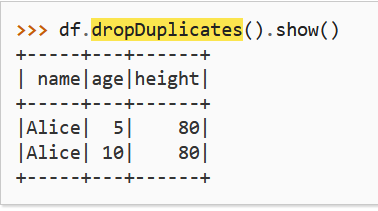 >>> df.dropDuplicates().show()
+-----+---+------+
| name|age|height|
+-----+---+------+
|Alice|  5|    80|
|Alice| 10|    80|
+-----+---+------+